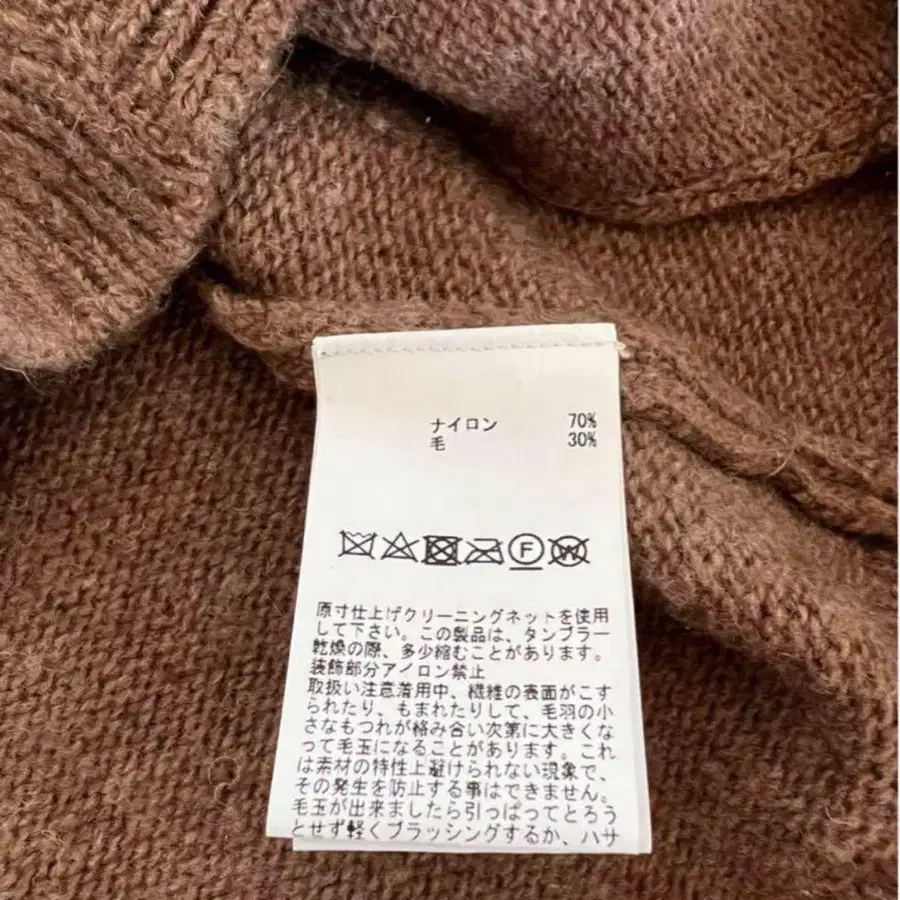 ナイロン 70%
毛 30%
F W
原寸仕上げクリーニングネットを使用
して下さい。この製品は、タンブラー
乾燥の際、多少縮むことがあります。
装飾部分アイロン禁止
取扱い注意着用中、繊維の表面がこす
られたり、もまれたりして、毛羽の小
さなもつれが絡み合い次第に大きくな
って毛玉になることがあります。これ
は素材の特性上避けられない現象で、
その発生を防止する事はできません。
毛玉が出来ましたら引っぱってとろう
とせず軽くブラッシングするか、ハサ